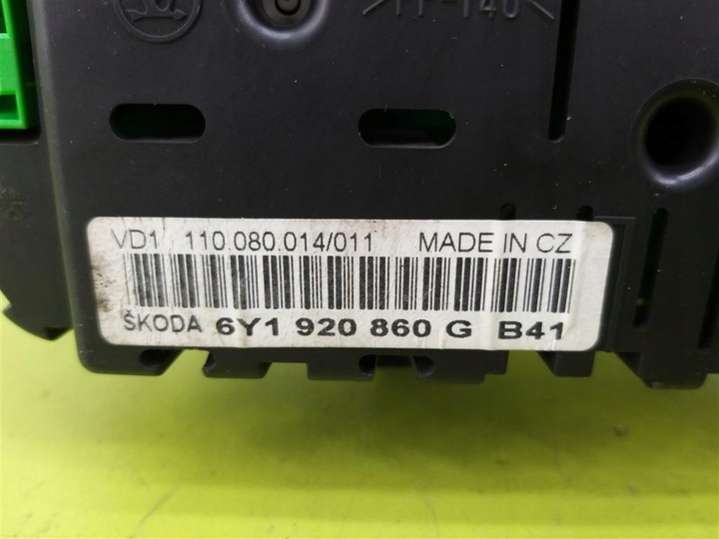 VD1 110.080.014/011 MADE IN CZ
ŠKODA 6Y1 920 860 G B41